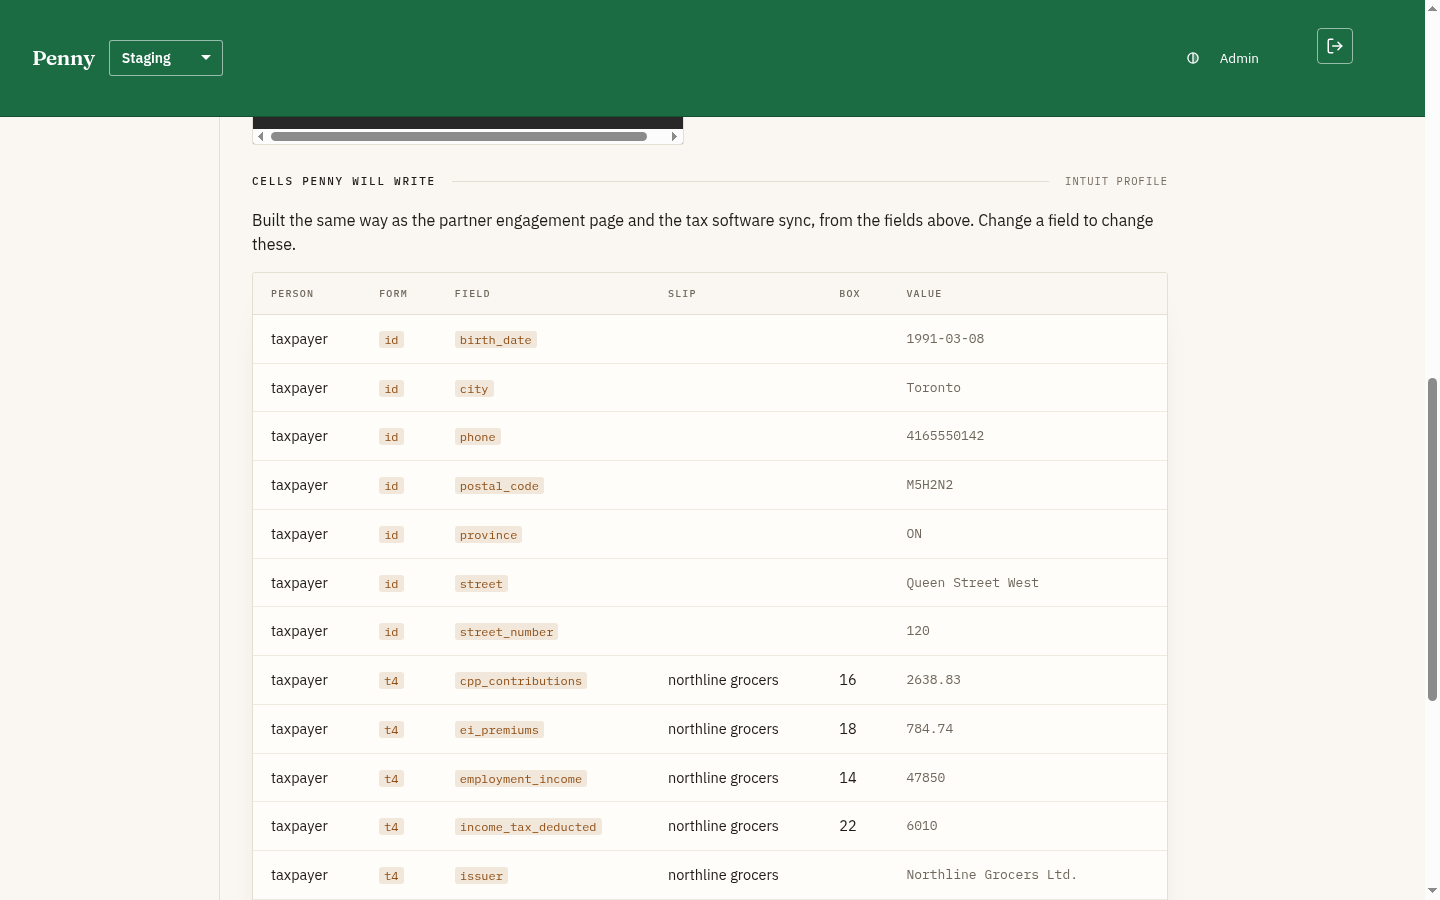 Penny
Staging
Admin
CELLS PENNY WILL WRITE
INTUIT PROFILE
Built the same way as the partner engagement page and the tax software sync, from the fields above. Change a field to change
these.
PERSON FORM FIELD SLIP BOX VALUE
taxpayer id birth_date 1991-03-08
taxpayer id city Toronto
taxpayer id phone 4165550142
taxpayer id postal_code M5H2N2
taxpayer id province ON
taxpayer id street Queen Street West
taxpayer id street_number 120
taxpayer t4 cpp_contributions northline grocers 16 2638.83
taxpayer t4 ei_premiums northline grocers 18 784.74
taxpayer t4 employment_income northline grocers 14 47850
taxpayer t4 income_tax_deducted northline grocers 22 6010
taxpayer t4 issuer northline grocers Northline Grocers Ltd.